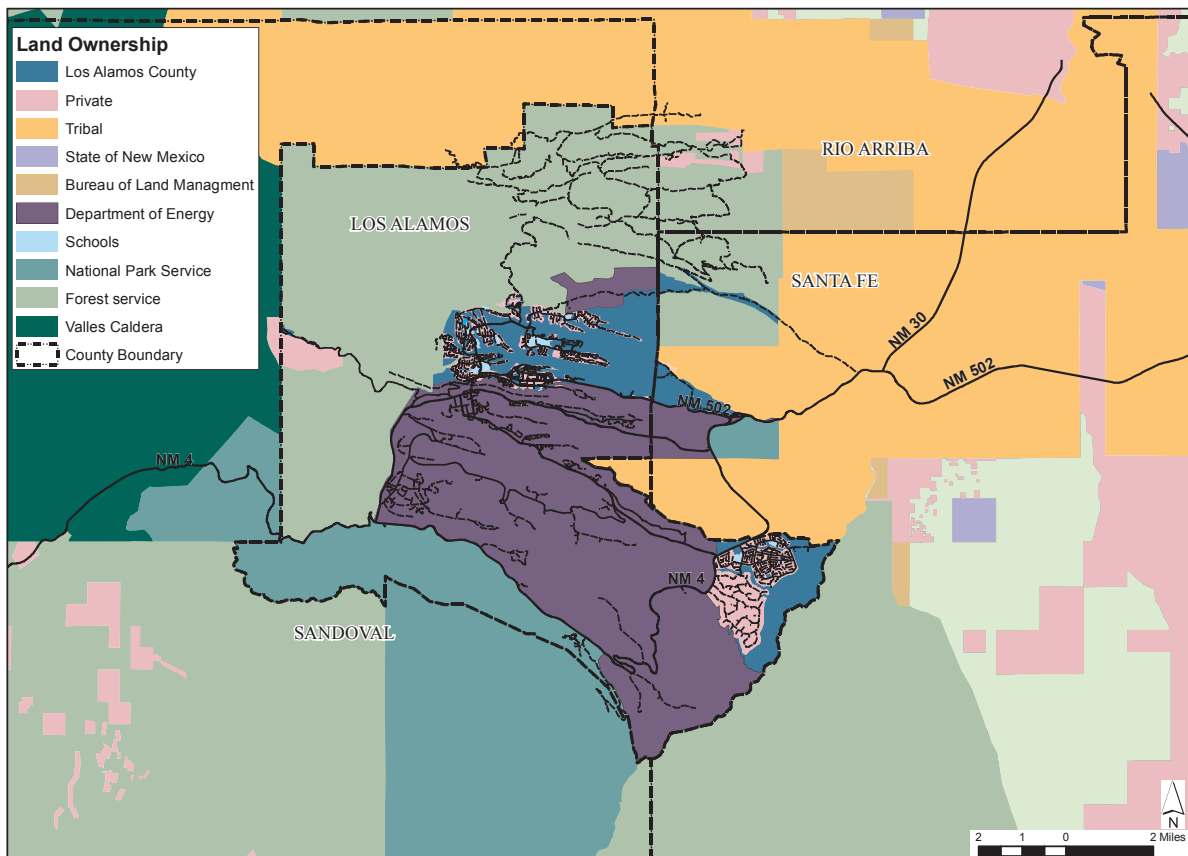 Land Ownership
Los Alamos County
Private
Tribal
State of New Mexico
Bureau of Land Managment
Department of Energy
Schools
National Park Service
Forest service
Valles Caldera
County Boundary
RIO ARRIBA
LOS ALAMOS
SANTA FE
NM 30
NM 502
NM 502
NM 4
NM 4
SANDOVAL
N
2 1 0 2 Miles